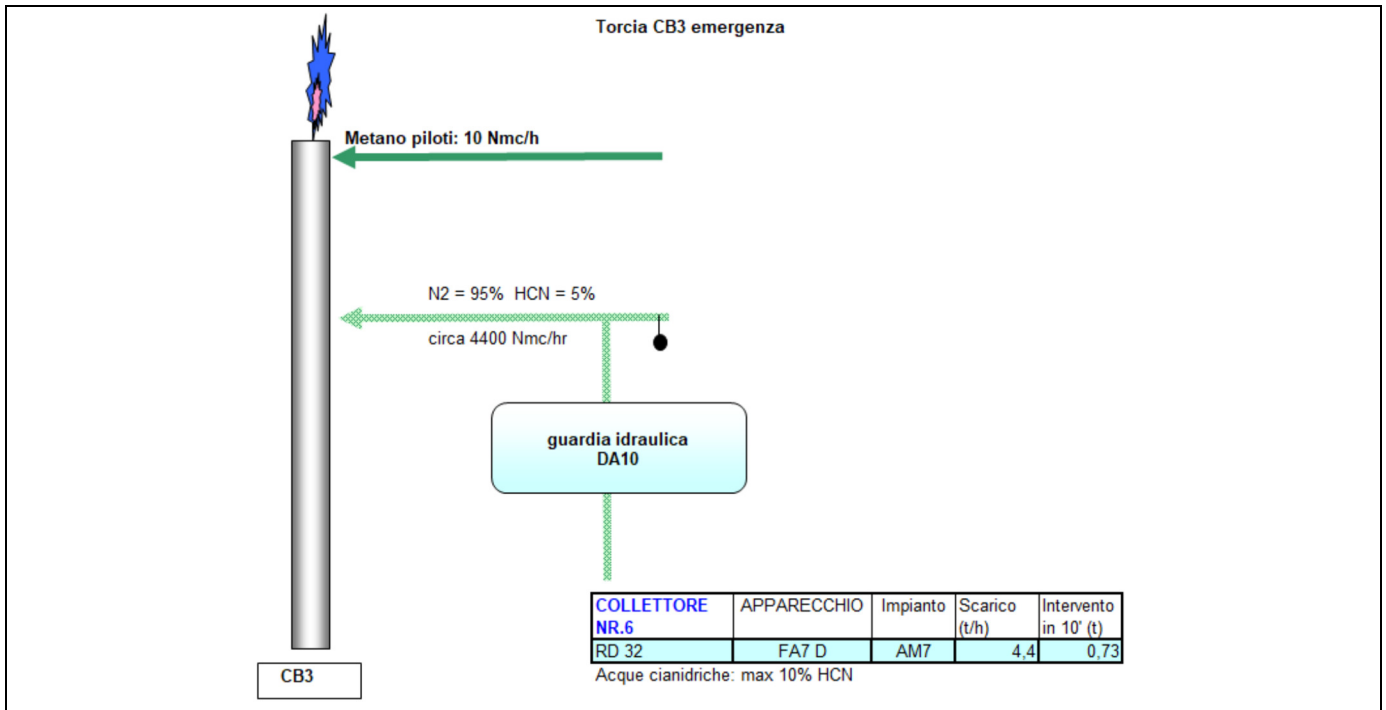 Torcia CB3 emergenza
Metano piloti: 10 Nmc/h
N2 = 95% HCN = 5%
circa 4400 Nmc/hr
guardia idraulica
DA10
COLLETTORE NR.6 APPARECCHIO Impianto Scarico (t/h) Intervento in 10' (t)
RD 32 FA7 D AM7 4,4 0,73
Acque cianidriche: max 10% HCN
CB3